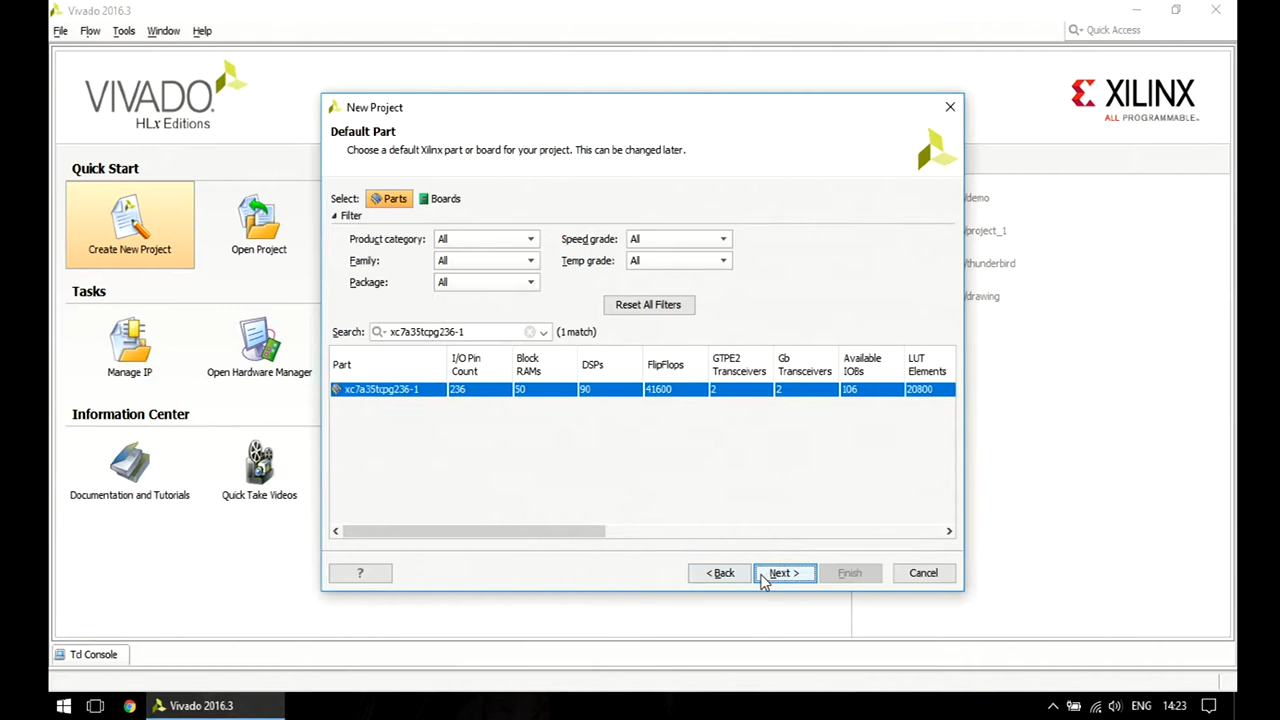 Vivado 2016.3
File Flow Tools Window Help
Quick Access
VIVADO.
HLx Editions
XILINX
ALL PROGRAMMABLE™
Quick Start
Create New Project
Open Project
Tasks
Manage IP
Open Hardware Manager
Information Center
Documentation and Tutorials
Quick Take Videos
/demo
/project_1
/thunderbird
/drawing
New Project
Default Part
Choose a default Xilinx part or board for your project. This can be changed later.
Select: Parts Boards
Filter
Product category: All Speed grade: All
Family: All Temp grade: All
Package: All
Reset All Filters
Search: xc7a35tcpg236-1 (1 match)
Part I/O Pin Count Block RAMs DSPs FlipFlops GTPE2 Transceivers Gb Transceivers Available IOBs LUT Elements
xc7a35tcpg236-1 236 50 90 41600 2 2 106 20800
? < Back Next > Finish Cancel
Tcl Console
Vivado 2016.3
ENG 14:23